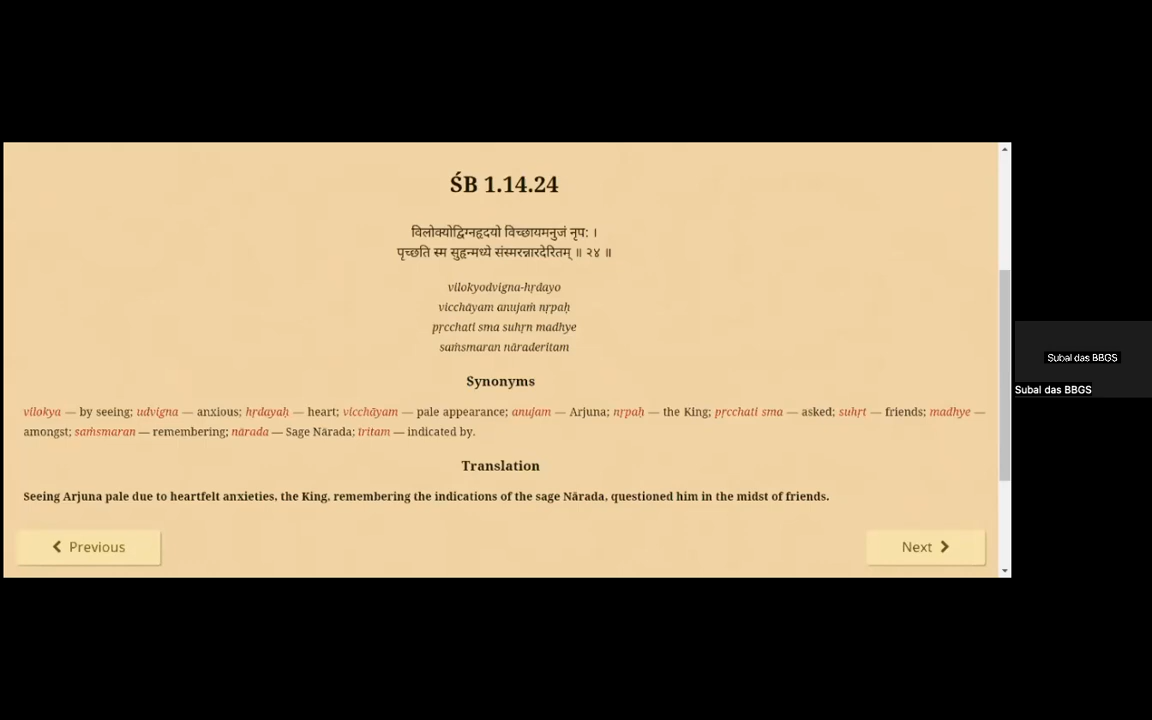 ŚB 1.14.24
विलोक्योद्विग्नहृदयो विच्छायमनुजं नृप: ।
पृच्छति स्म सुहृन्मध्ये संस्मरन्नारदेरितम् ॥ २४ ॥
vilokyodvigna-hṛdayo
vicchāyam anujaṁ nṛpaḥ
pṛcchati sma suhṛn madhye
saṁsmaran nāraderitam
Synonyms
vilokya — by seeing; udvigna — anxious; hṛdayaḥ — heart; vicchāyam — pale appearance; anujam — Arjuna; nṛpaḥ — the King; pṛcchati sma — asked; suhṛt — friends; madhye —
amongst; saṁsmaran — remembering; nārada — Sage Nārada; īritam — indicated by.
Translation
Seeing Arjuna pale due to heartfelt anxieties, the King, remembering the indications of the sage Nārada, questioned him in the midst of friends.
Previous
Next
Subal das BBGS
Subal das BBGS